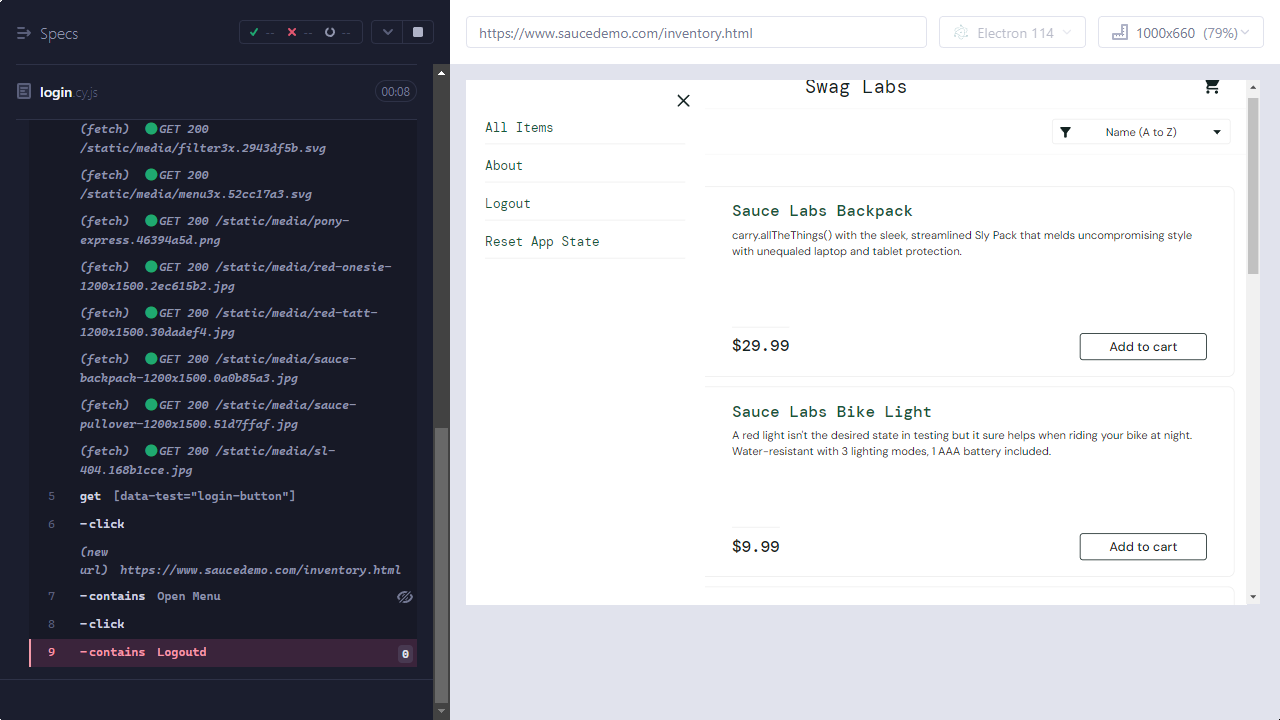 Specs
-- -- --
login.cy.js 00:08
(fetch) GET 200
/static/media/filter3x.2943df5b.svg
(fetch) GET 200
/static/media/menu3x.52cc17a3.svg
(fetch) GET 200 /static/media/pony-
express.46394a5d.png
(fetch) GET 200 /static/media/red-onesie-
1200x1500.2ec615b2.jpg
(fetch) GET 200 /static/media/red-tatt-
1200x1500.30dadef4.jpg
(fetch) GET 200 /static/media/sauce-
backpack-1200x1500.0a0b85a3.jpg
(fetch) GET 200 /static/media/sauce-
pullover-1200x1500.51d7ffaf.jpg
(fetch) GET 200 /static/media/sl-
404.168b1cce.jpg
5 get [data-test="login-button"]
6 -click
(new
url) https://www.saucedemo.com/inventory.html
7 -contains Open Menu
8 -click
9 -contains Logoutd 0
https://www.saucedemo.com/inventory.html
Electron 114
1000x660 (79%)
Swag Labs
All Items
About
Logout
Reset App State
Name (A to Z)
Sauce Labs Backpack
carry.allTheThings() with the sleek, streamlined Sly Pack that melds uncompromising style
with unequaled laptop and tablet protection.
$29.99
Add to cart
Sauce Labs Bike Light
A red light isn't the desired state in testing but it sure helps when riding your bike at night.
Water-resistant with 3 lighting modes, 1 AAA battery included.
$9.99
Add to cart